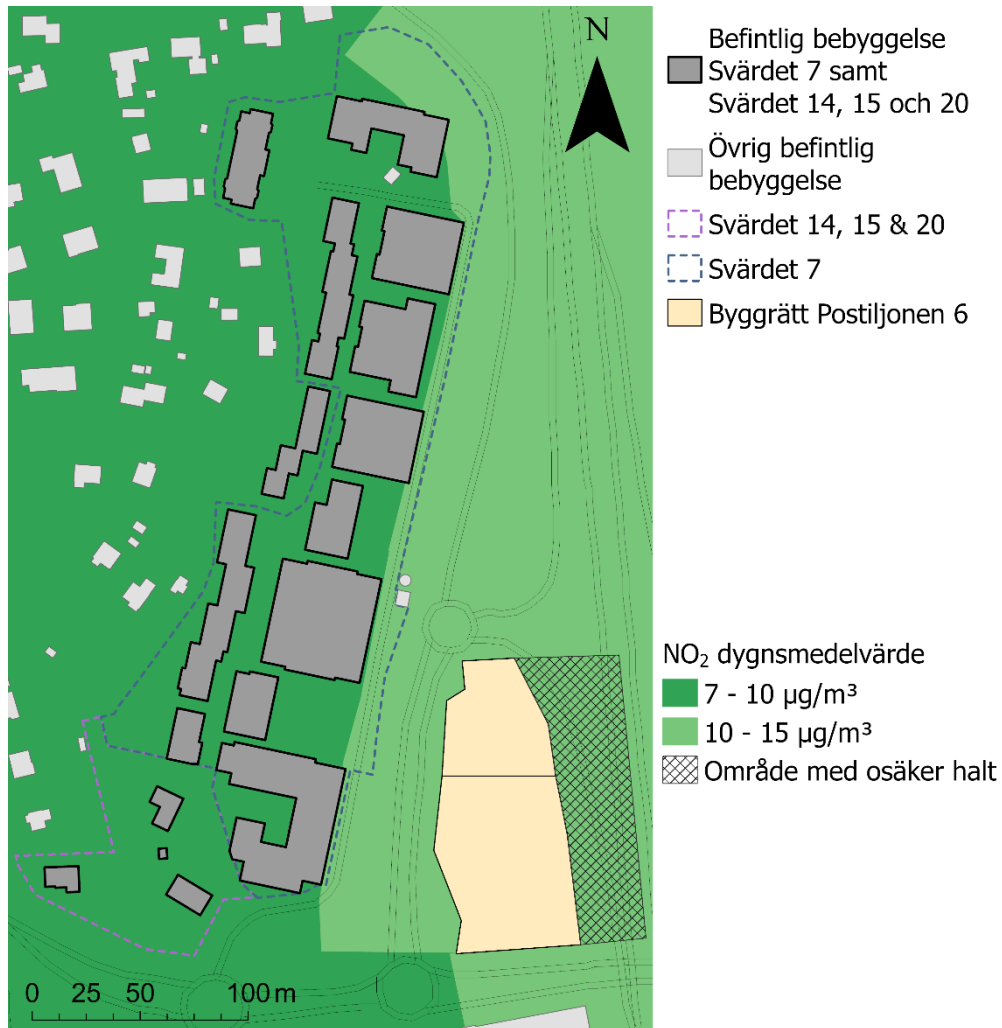 N
Befintlig bebyggelse
Svärdet 7 samt
Svärdet 14, 15 och 20
Övrig befintlig
bebyggelse
Svärdet 14, 15 & 20
Svärdet 7
Byggrätt Postiljonen 6
NO₂ dygnsmedelvärde
7 - 10 µg/m³
10 - 15 µg/m³
Område med osäker halt
0 25 50 100 m